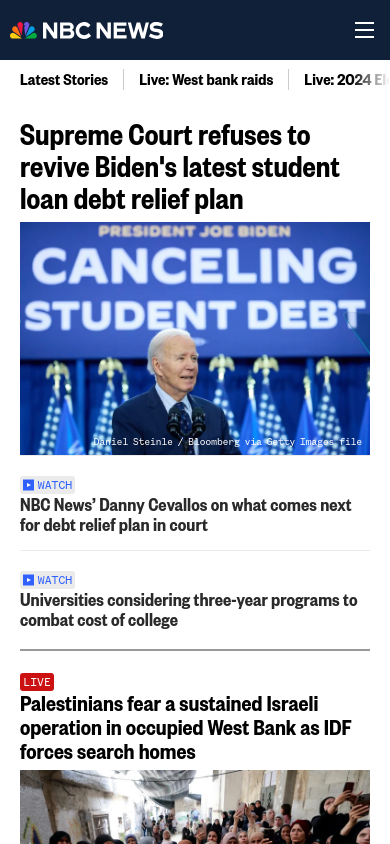 NBC NEWS
Latest Stories
Live: West bank raids
Live: 2024 El
Supreme Court refuses to
revive Biden's latest student
loan debt relief plan
PRESIDENT JOE BIDEN
CANCELING
STUDENT DEBT
Daniel Steinle / Bloomberg via Getty Images file
WATCH
NBC News’ Danny Cevallos on what comes next
for debt relief plan in court
WATCH
Universities considering three-year programs to
combat cost of college
LIVE
Palestinians fear a sustained Israeli
operation in occupied West Bank as IDF
forces search homes